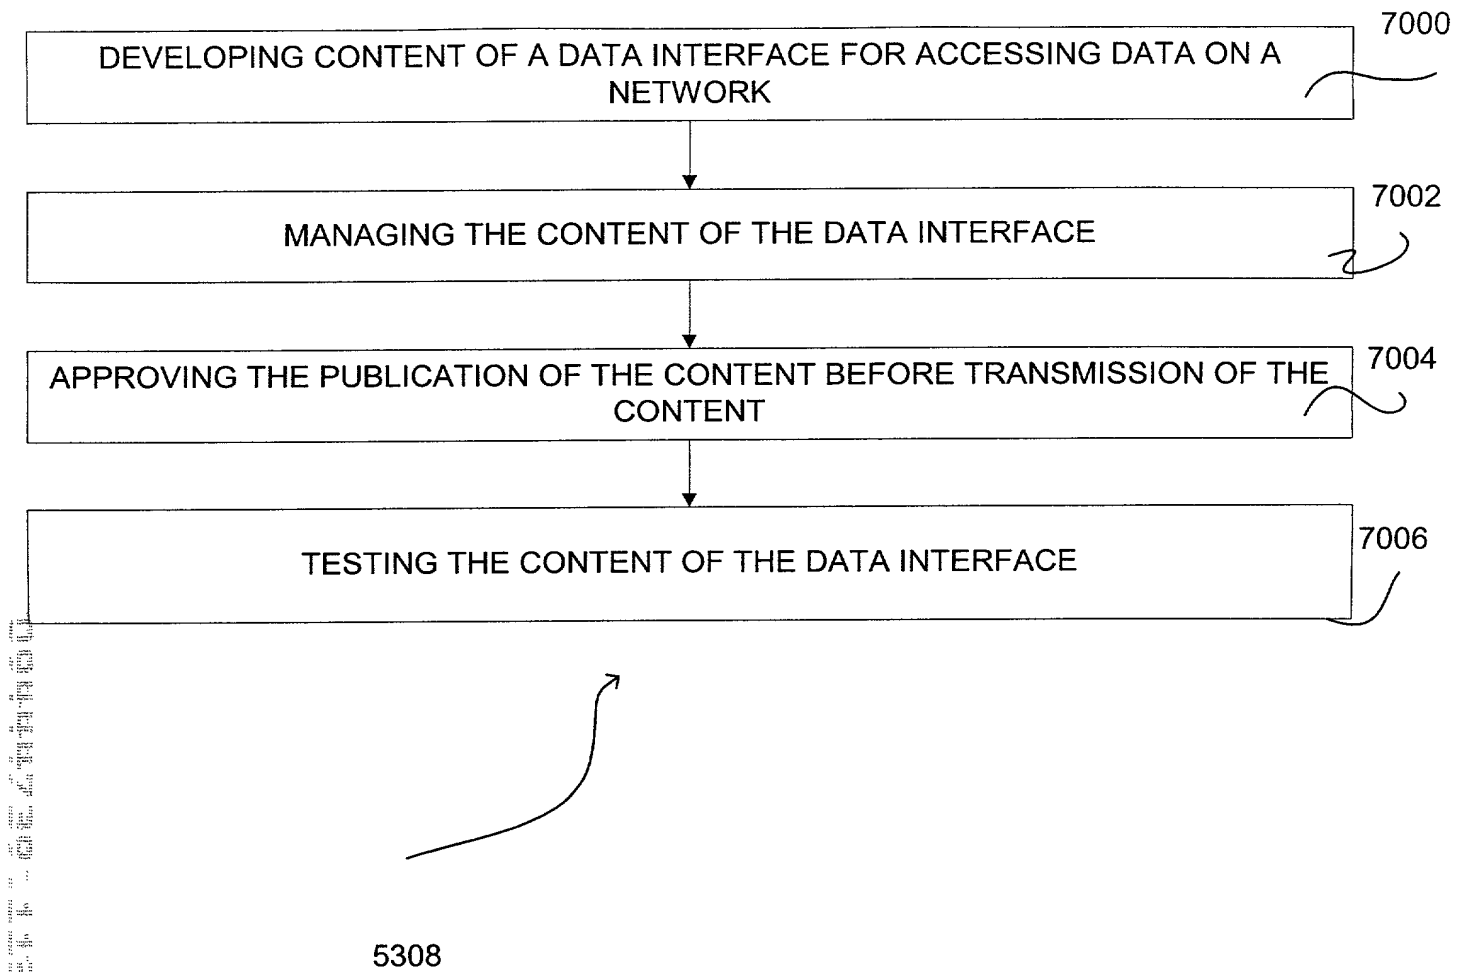 7000
DEVELOPING CONTENT OF A DATA INTERFACE FOR ACCESSING DATA ON A
NETWORK
7002
MANAGING THE CONTENT OF THE DATA INTERFACE
7004
APPROVING THE PUBLICATION OF THE CONTENT BEFORE TRANSMISSION OF THE
CONTENT
7006
TESTING THE CONTENT OF THE DATA INTERFACE
5308